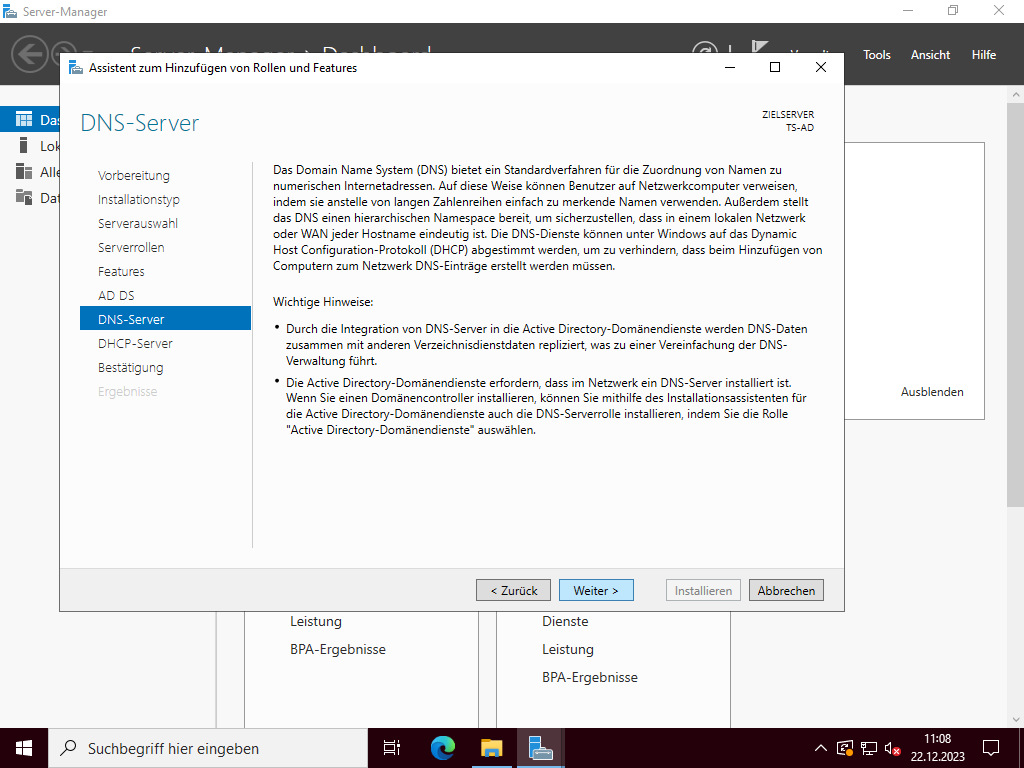 Server-Manager
Server-Manager › Dashboard
Tools
Ansicht
Hilfe
Assistent zum Hinzufügen von Rollen und Features
DNS-Server
ZIELSERVER
TS-AD
Vorbereitung
Installationstyp
Serverauswahl
Serverrollen
Features
AD DS
DNS-Server
DHCP-Server
Bestätigung
Ergebnisse
Das Domain Name System (DNS) bietet ein Standardverfahren für die Zuordnung von Namen zu
numerischen Internetadressen. Auf diese Weise können Benutzer auf Netzwerkcomputer verweisen,
indem sie anstelle von langen Zahlenreihen einfach zu merkende Namen verwenden. Außerdem stellt
das DNS einen hierarchischen Namespace bereit, um sicherzustellen, dass in einem lokalen Netzwerk
oder WAN jeder Hostname eindeutig ist. Die DNS-Dienste können unter Windows auf das Dynamic
Host Configuration-Protokoll (DHCP) abgestimmt werden, um zu verhindern, dass beim Hinzufügen von
Computern zum Netzwerk DNS-Einträge erstellt werden müssen.
Wichtige Hinweise:
• Durch die Integration von DNS-Server in die Active Directory-Domänendienste werden DNS-Daten
zusammen mit anderen Verzeichnisdienstdaten repliziert, was zu einer Vereinfachung der DNS-
Verwaltung führt.
• Die Active Directory-Domänendienste erfordern, dass im Netzwerk ein DNS-Server installiert ist.
Wenn Sie einen Domänencontroller installieren, können Sie mithilfe des Installationsassistenten für
die Active Directory-Domänendienste auch die DNS-Serverrolle installieren, indem Sie die Rolle
"Active Directory-Domänendienste" auswählen.
< Zurück
Weiter >
Installieren
Abbrechen
Das
Lok
Alle
Dat
Ausblenden
Leistung
BPA-Ergebnisse
Dienste
Leistung
BPA-Ergebnisse
Suchbegriff hier eingeben
11:08
22.12.2023